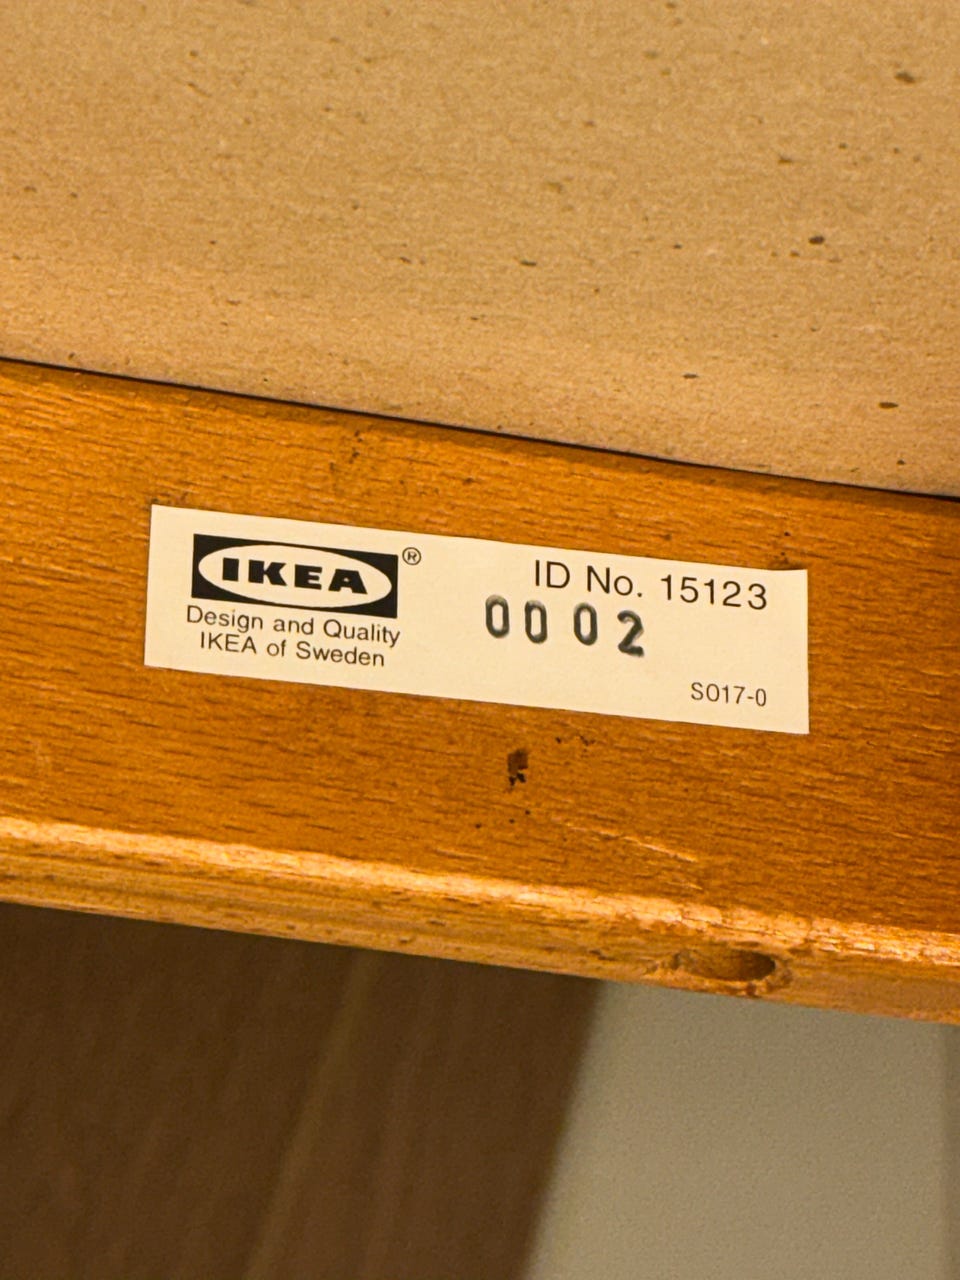 IKEA®
Design and Quality
IKEA of Sweden
ID No. 15123
0002
S017-0